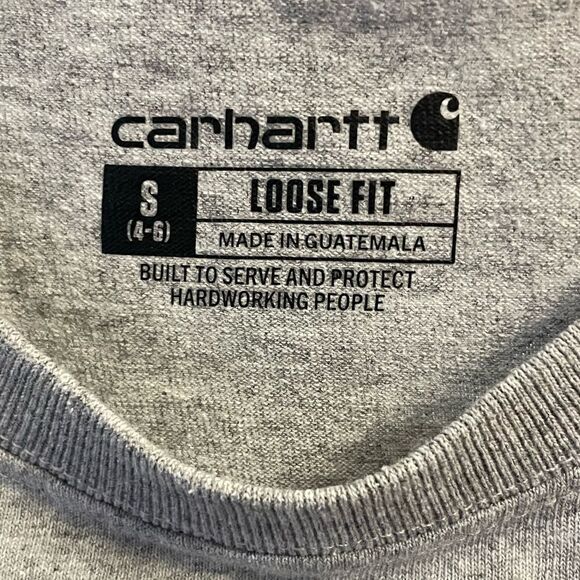 carhartt
S
(4-6)
LOOSE FIT
MADE IN GUATEMALA
BUILT TO SERVE AND PROTECT
HARDWORKING PEOPLE